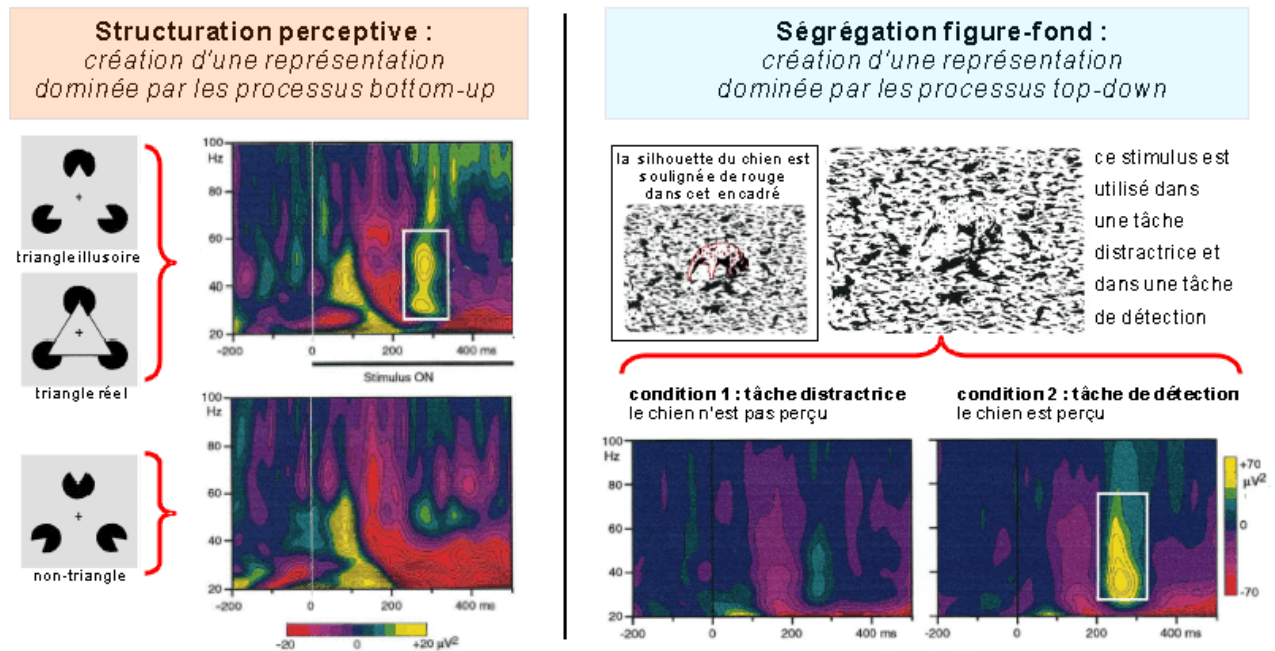 Structuration perceptive :
création d'une représentation
dominée par les processus bottom-up
triangle illusoire
triangle réel
non-triangle
100
Hz
80
60
40
20
-200
0
200
400 ms
Stimulus ON
100
Hz
80
60
40
20
-200
0
200
400 ms
-20
0
+20 µV²
Ségrégation figure-fond :
création d'une représentation
dominée par les processus top-down
la silhouette du chien est
soulignée de rouge
dans cet encadré
ce stimulus est
utilisé dans
une tâche
distractrice et
dans une tâche
de détection
condition 1 : tâche distractrice
le chien n'est pas perçu
condition 2 : tâche de détection
le chien est perçu
100
Hz
80
60
40
20
-200
0
200
400 ms
-200
0
200
400 ms
+70
µV²
0
-70